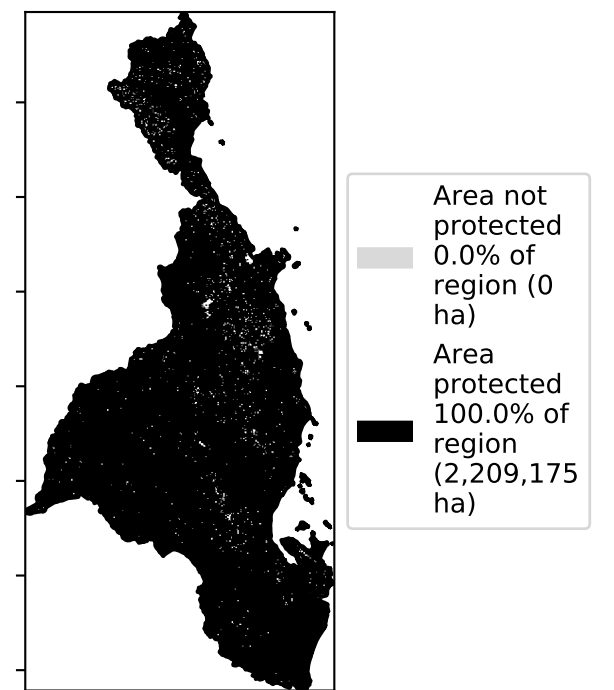 Area not
protected
0.0% of
region (0
ha)
Area
protected
100.0% of
region
(2,209,175
ha)